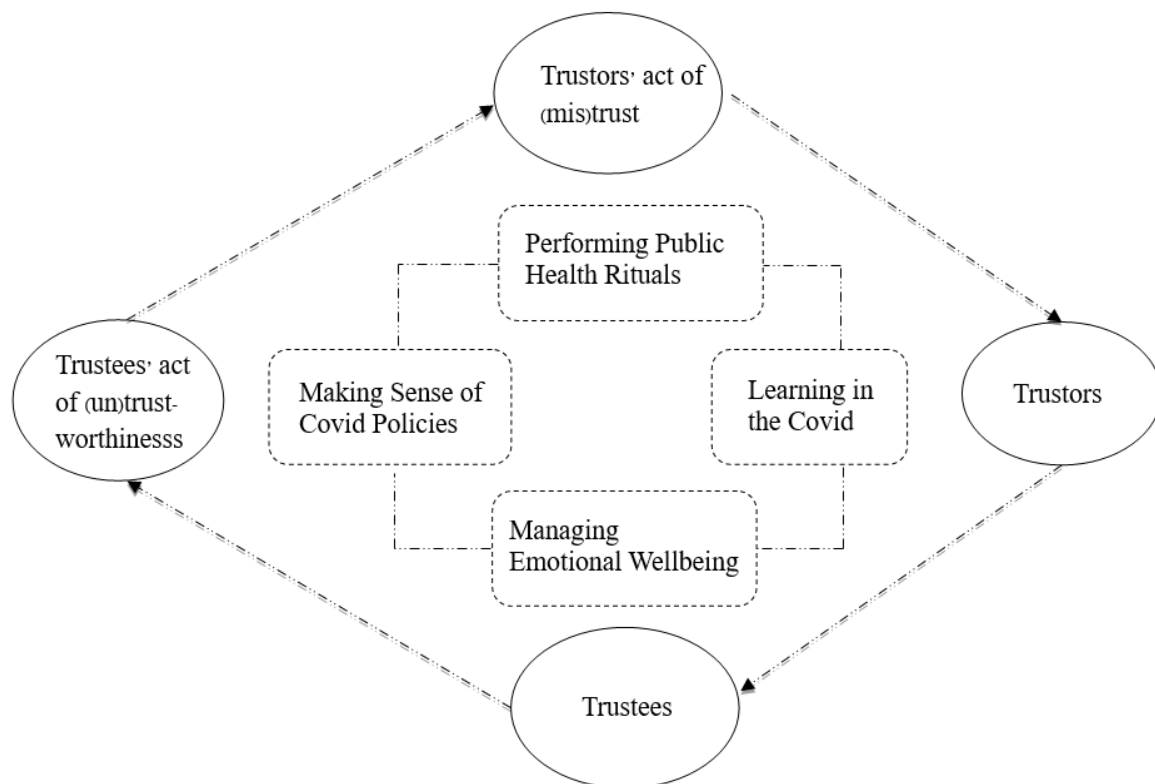 Trustors’ act of
(mis)trust
Performing Public
Health Rituals
Trustees’ act
of (un)trust-
worthinesss
Making Sense of
Covid Policies
Learning in
the Covid
Trustors
Managing
Emotional Wellbeing
Trustees